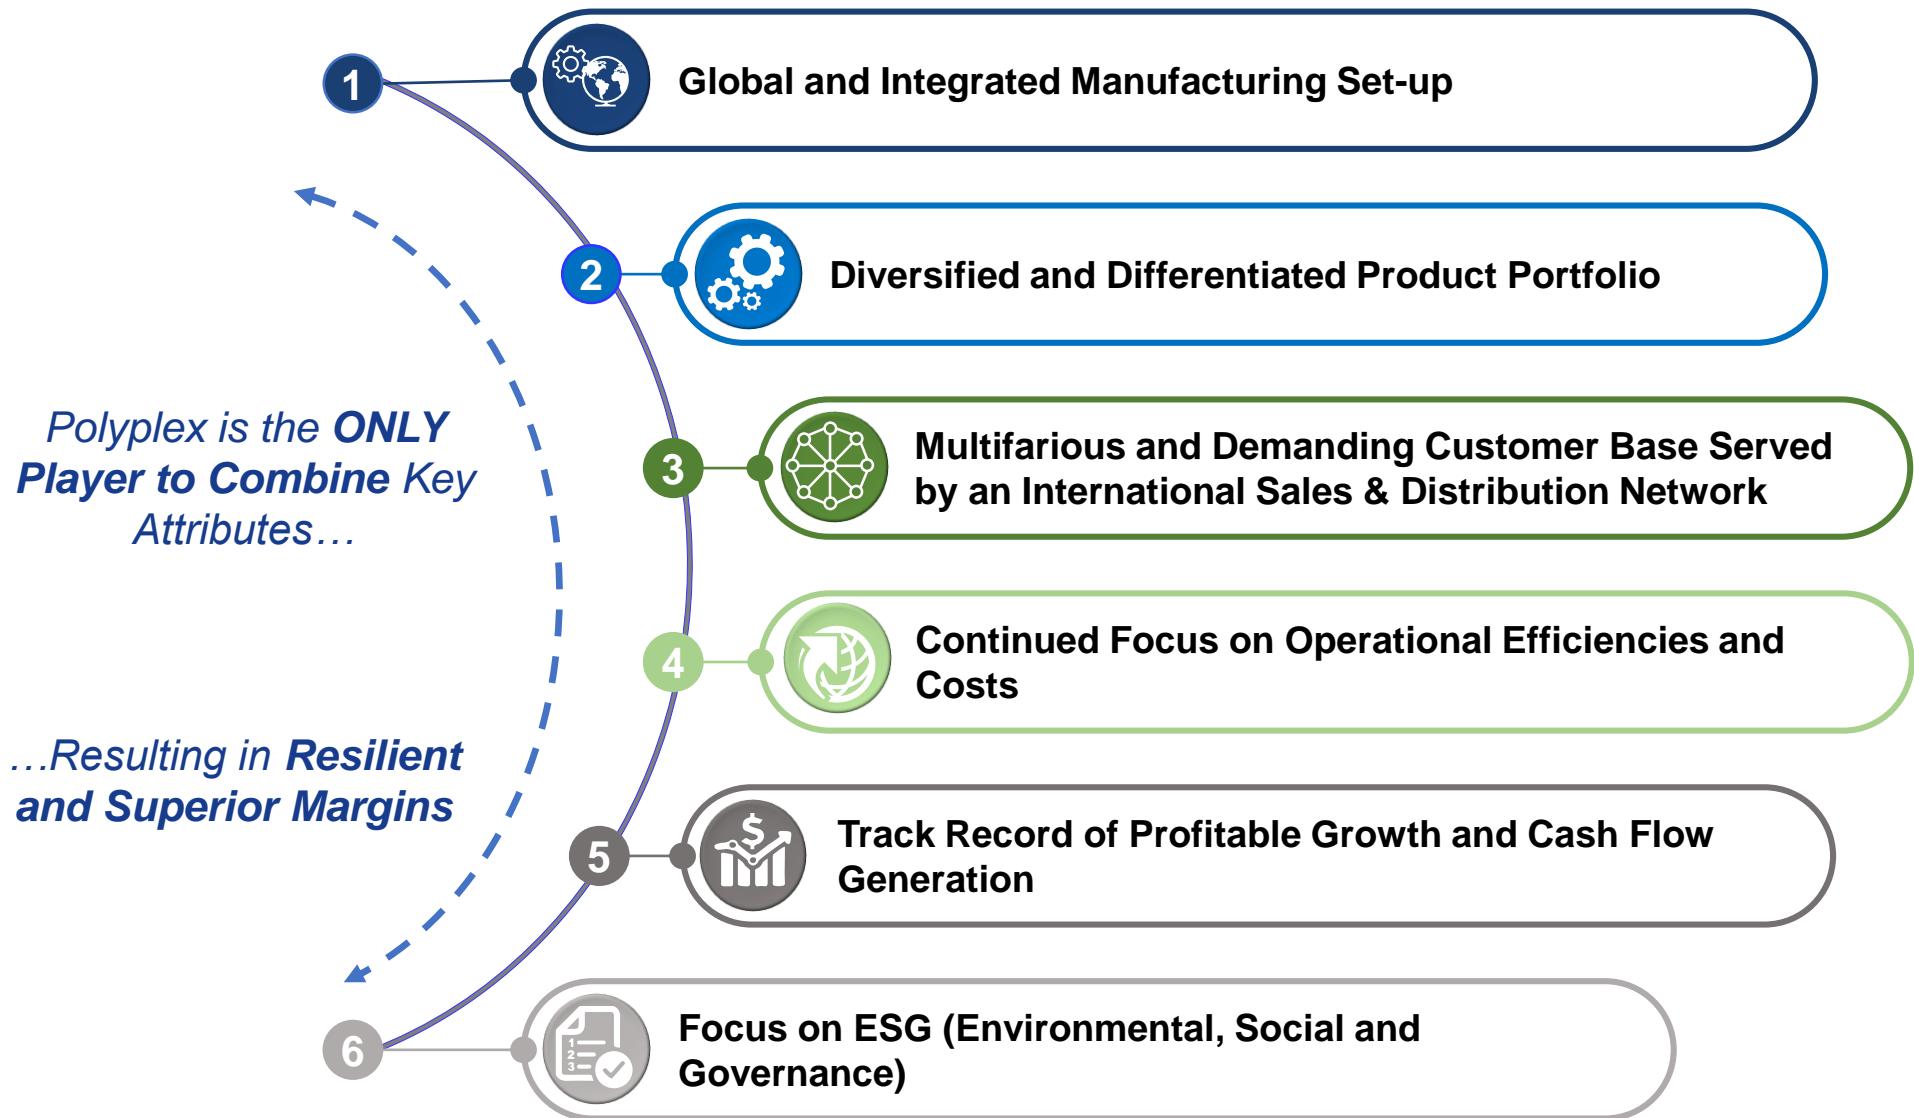 1
Global and Integrated Manufacturing Set-up
2
Diversified and Differentiated Product Portfolio
Polyplex is the ONLY
Player to Combine Key
Attributes…
3
Multifarious and Demanding Customer Base Served
by an International Sales & Distribution Network
4
Continued Focus on Operational Efficiencies and
Costs
…Resulting in Resilient
and Superior Margins
5
$
Track Record of Profitable Growth and Cash Flow
Generation
6
1
2
3
Focus on ESG (Environmental, Social and
Governance)